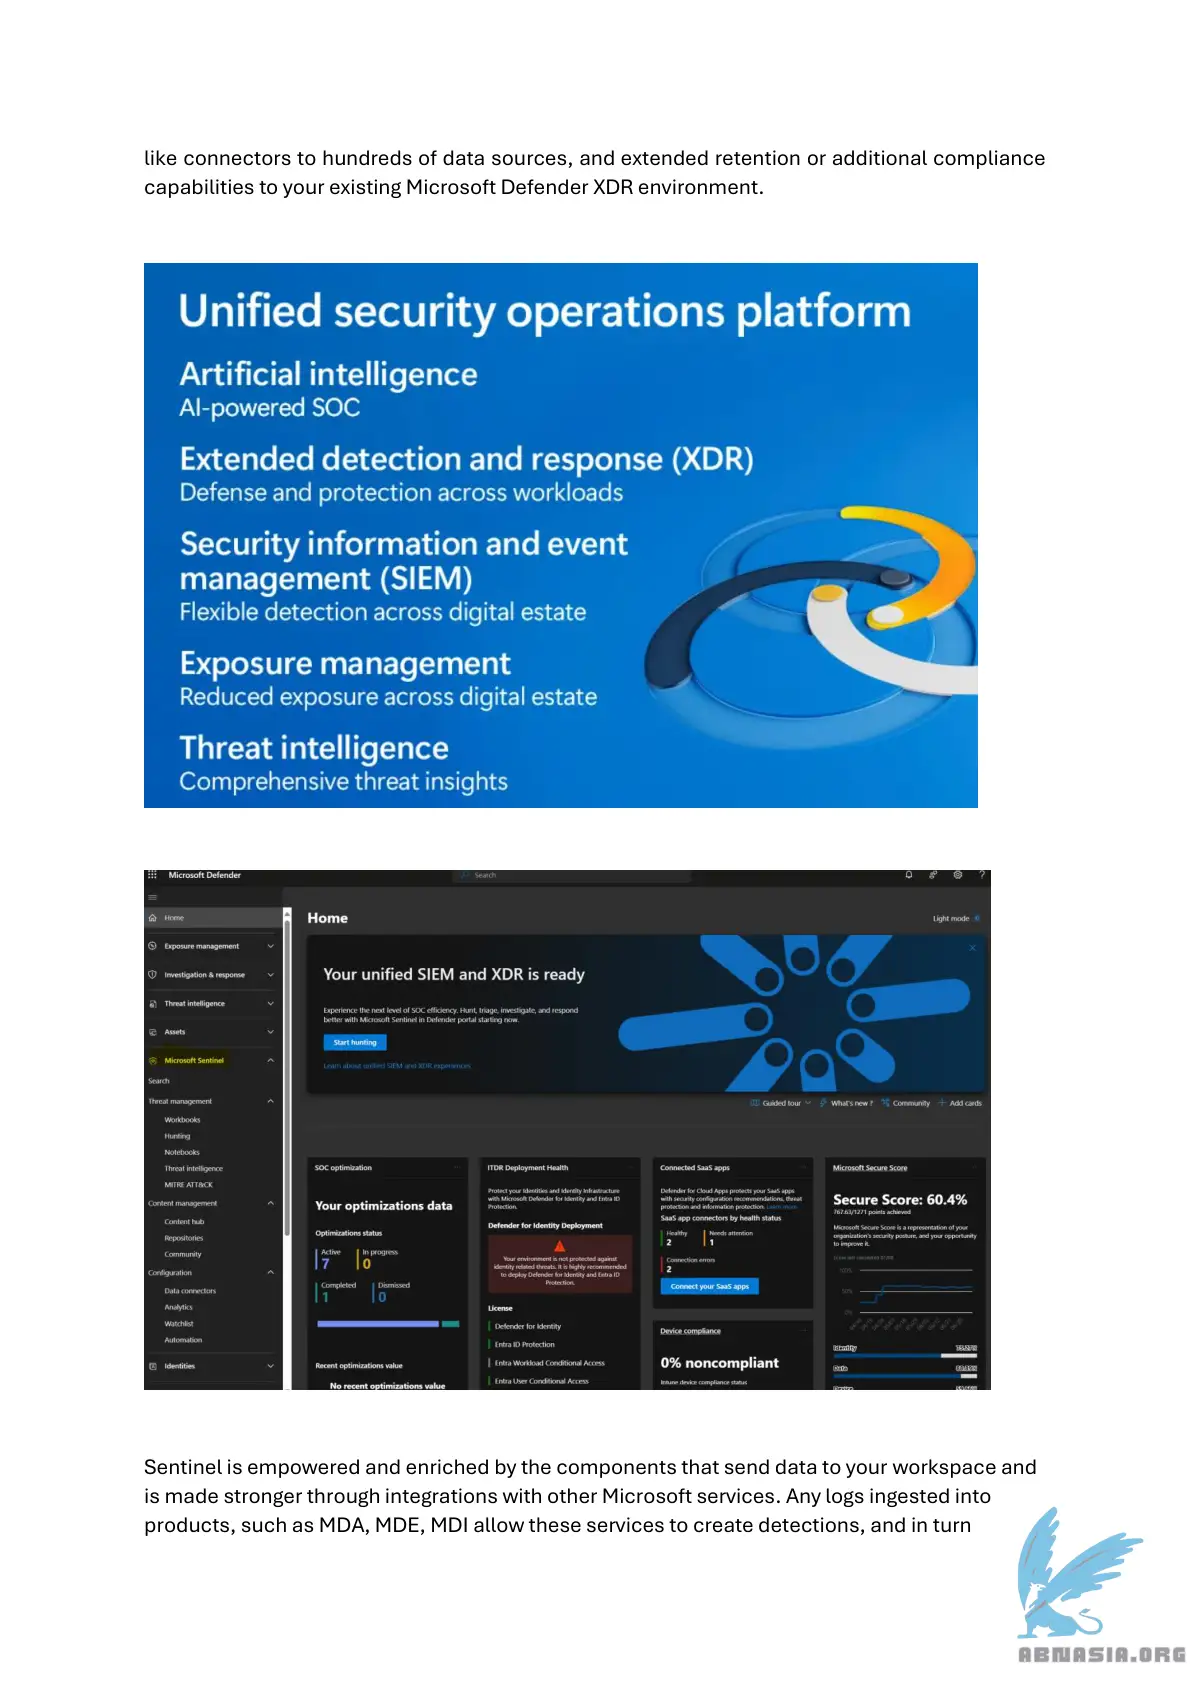 like connectors to hundreds of data sources, and extended retention or additional compliance
capabilities to your existing Microsoft Defender XDR environment.
Unified security operations platform
Artificial intelligence
AI-powered SOC
Extended detection and response (XDR)
Defense and protection across workloads
Security information and event
management (SIEM)
Flexible detection across digital estate
Exposure management
Reduced exposure across digital estate
Threat intelligence
Comprehensive threat insights
Microsoft Defender
Search
Home
Exposure management
Investigation & response
Threat intelligence
Assets
Microsoft Sentinel
Search
Threat management
Workbooks
Hunting
Notebooks
Threat intelligence
MITRE ATT&CK
Content management
Content hub
Repositories
Community
Configuration
Data connectors
Analytics
Watchlist
Automation
Identities
Home
Light mode
Your unified SIEM and XDR is ready
Experience the next level of SOC efficiency. Hunt, triage, investigate, and respond
better with Microsoft Sentinel in Defender portal starting now.
Start hunting
Learn about unified SIEM and XDR experiences
Guided tour
What's new ?
Community
Add cards
SOC optimization
Your optimizations data
Optimizations status
Active
7
In progress
0
Completed
1
Dismissed
0
Recent optimizations value
No recent optimizations value
ITDR Deployment Health
Protect your Identities and Identity Infrastructure
with Microsoft Defender for Identity and Entra ID
Protection.
Defender for Identity Deployment
Your environment is not protected against
identity related threats. It is highly recommended
to deploy Defender for Identity and Entra ID
Protection.
License
Defender for Identity
Entra ID Protection
Entra Workload Conditional Access
Entra User Conditional Access
Connected SaaS apps
Defender for Cloud Apps protects your SaaS apps
with security configuration recommendations, threat
protection and information protection. Learn more
SaaS app connectors by health status
Healthy
2
Needs attention
1
Connection errors
2
Connect your SaaS apps
Device compliance
0% noncompliant
Intune device compliance status
Microsoft Secure Score
Secure Score: 60.4%
767.63/1271 points achieved
Microsoft Secure Score is a representation of your
organization's security posture, and your opportunity
to improve it.
100%
50%
0%
Identity
Data
Device
Sentinel is empowered and enriched by the components that send data to your workspace and
is made stronger through integrations with other Microsoft services. Any logs ingested into
products, such as MDA, MDE, MDI allow these services to create detections, and in turn
ABNASIA.ORG